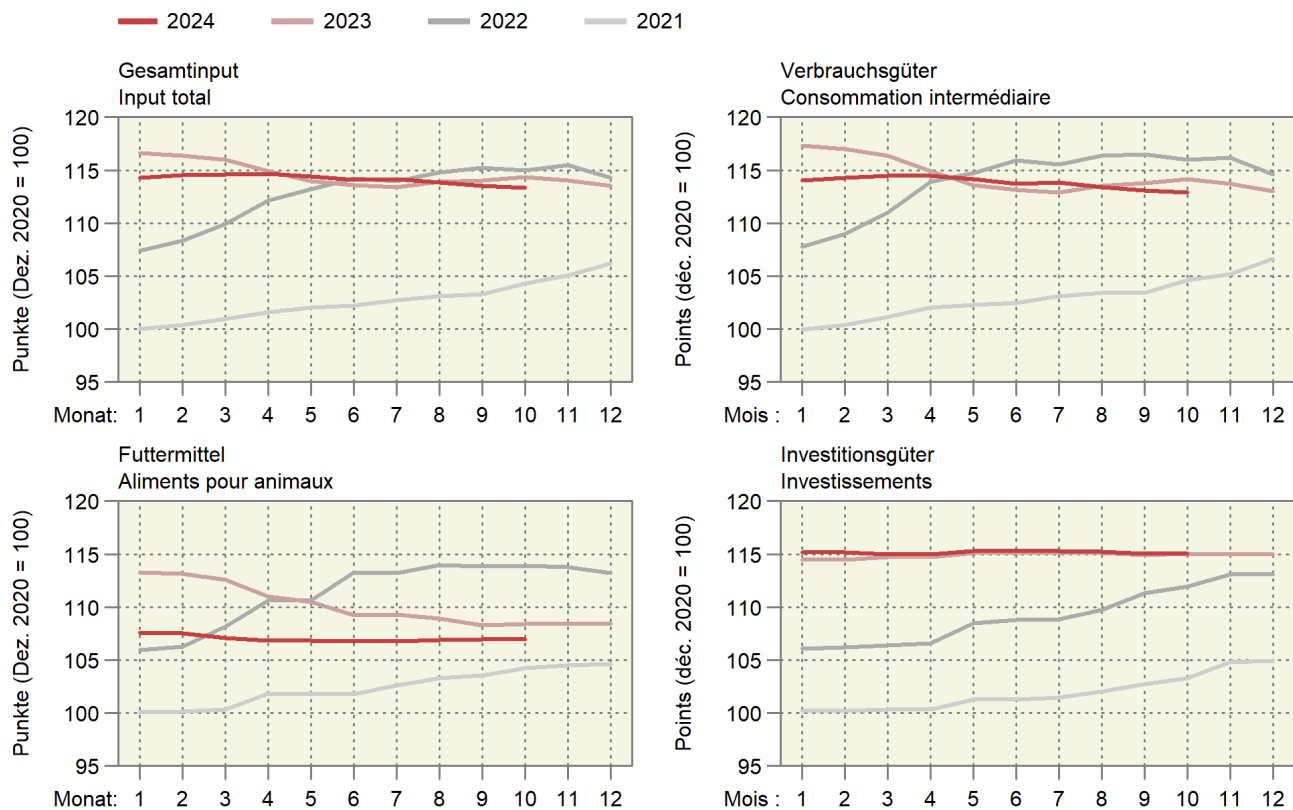 2024 2023 2022 2021
Gesamtinput
Input total
Punkte (Dez. 2020 = 100)
120
115
110
105
100
95
Monat: 1 2 3 4 5 6 7 8 9 10 11 12
Verbrauchsgüter
Consommation intermédiaire
Points (déc. 2020 = 100)
120
115
110
105
100
95
Mois : 1 2 3 4 5 6 7 8 9 10 11 12
Futtermittel
Aliments pour animaux
Punkte (Dez. 2020 = 100)
120
115
110
105
100
95
Monat: 1 2 3 4 5 6 7 8 9 10 11 12
Investitionsgüter
Investissements
Points (déc. 2020 = 100)
120
115
110
105
100
95
Mois : 1 2 3 4 5 6 7 8 9 10 11 12